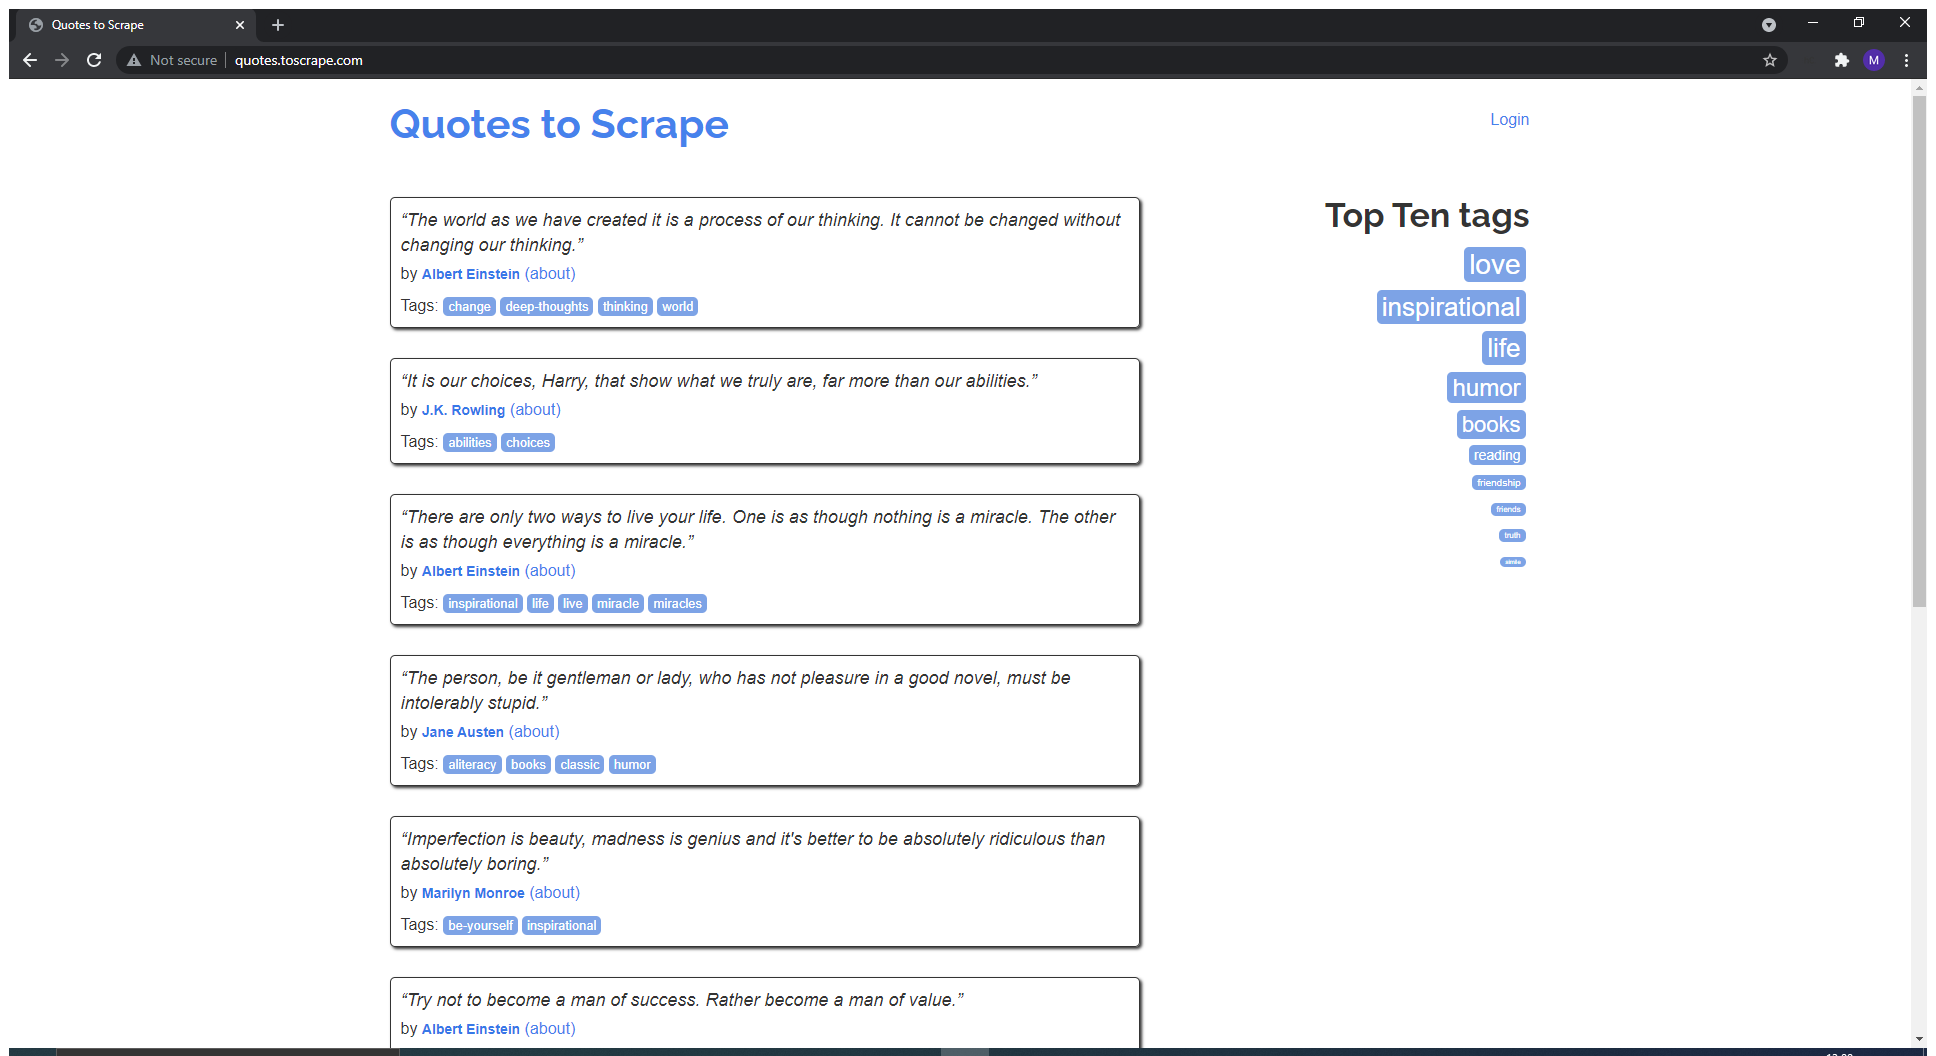 Quotes to Scrape
Not secure
quotes.toscrape.com
M
Quotes to Scrape
Login
“The world as we have created it is a process of our thinking. It cannot be changed without
changing our thinking.”
by Albert Einstein (about)
Tags: change deep-thoughts thinking world
“It is our choices, Harry, that show what we truly are, far more than our abilities.”
by J.K. Rowling (about)
Tags: abilities choices
“There are only two ways to live your life. One is as though nothing is a miracle. The other
is as though everything is a miracle.”
by Albert Einstein (about)
Tags: inspirational life live miracle miracles
“The person, be it gentleman or lady, who has not pleasure in a good novel, must be
intolerably stupid.”
by Jane Austen (about)
Tags: aliteracy books classic humor
“Imperfection is beauty, madness is genius and it's better to be absolutely ridiculous than
absolutely boring.”
by Marilyn Monroe (about)
Tags: be-yourself inspirational
“Try not to become a man of success. Rather become a man of value.”
by Albert Einstein (about)
Top Ten tags
love
inspirational
life
humor
books
reading
friendship
friends
truth
simile